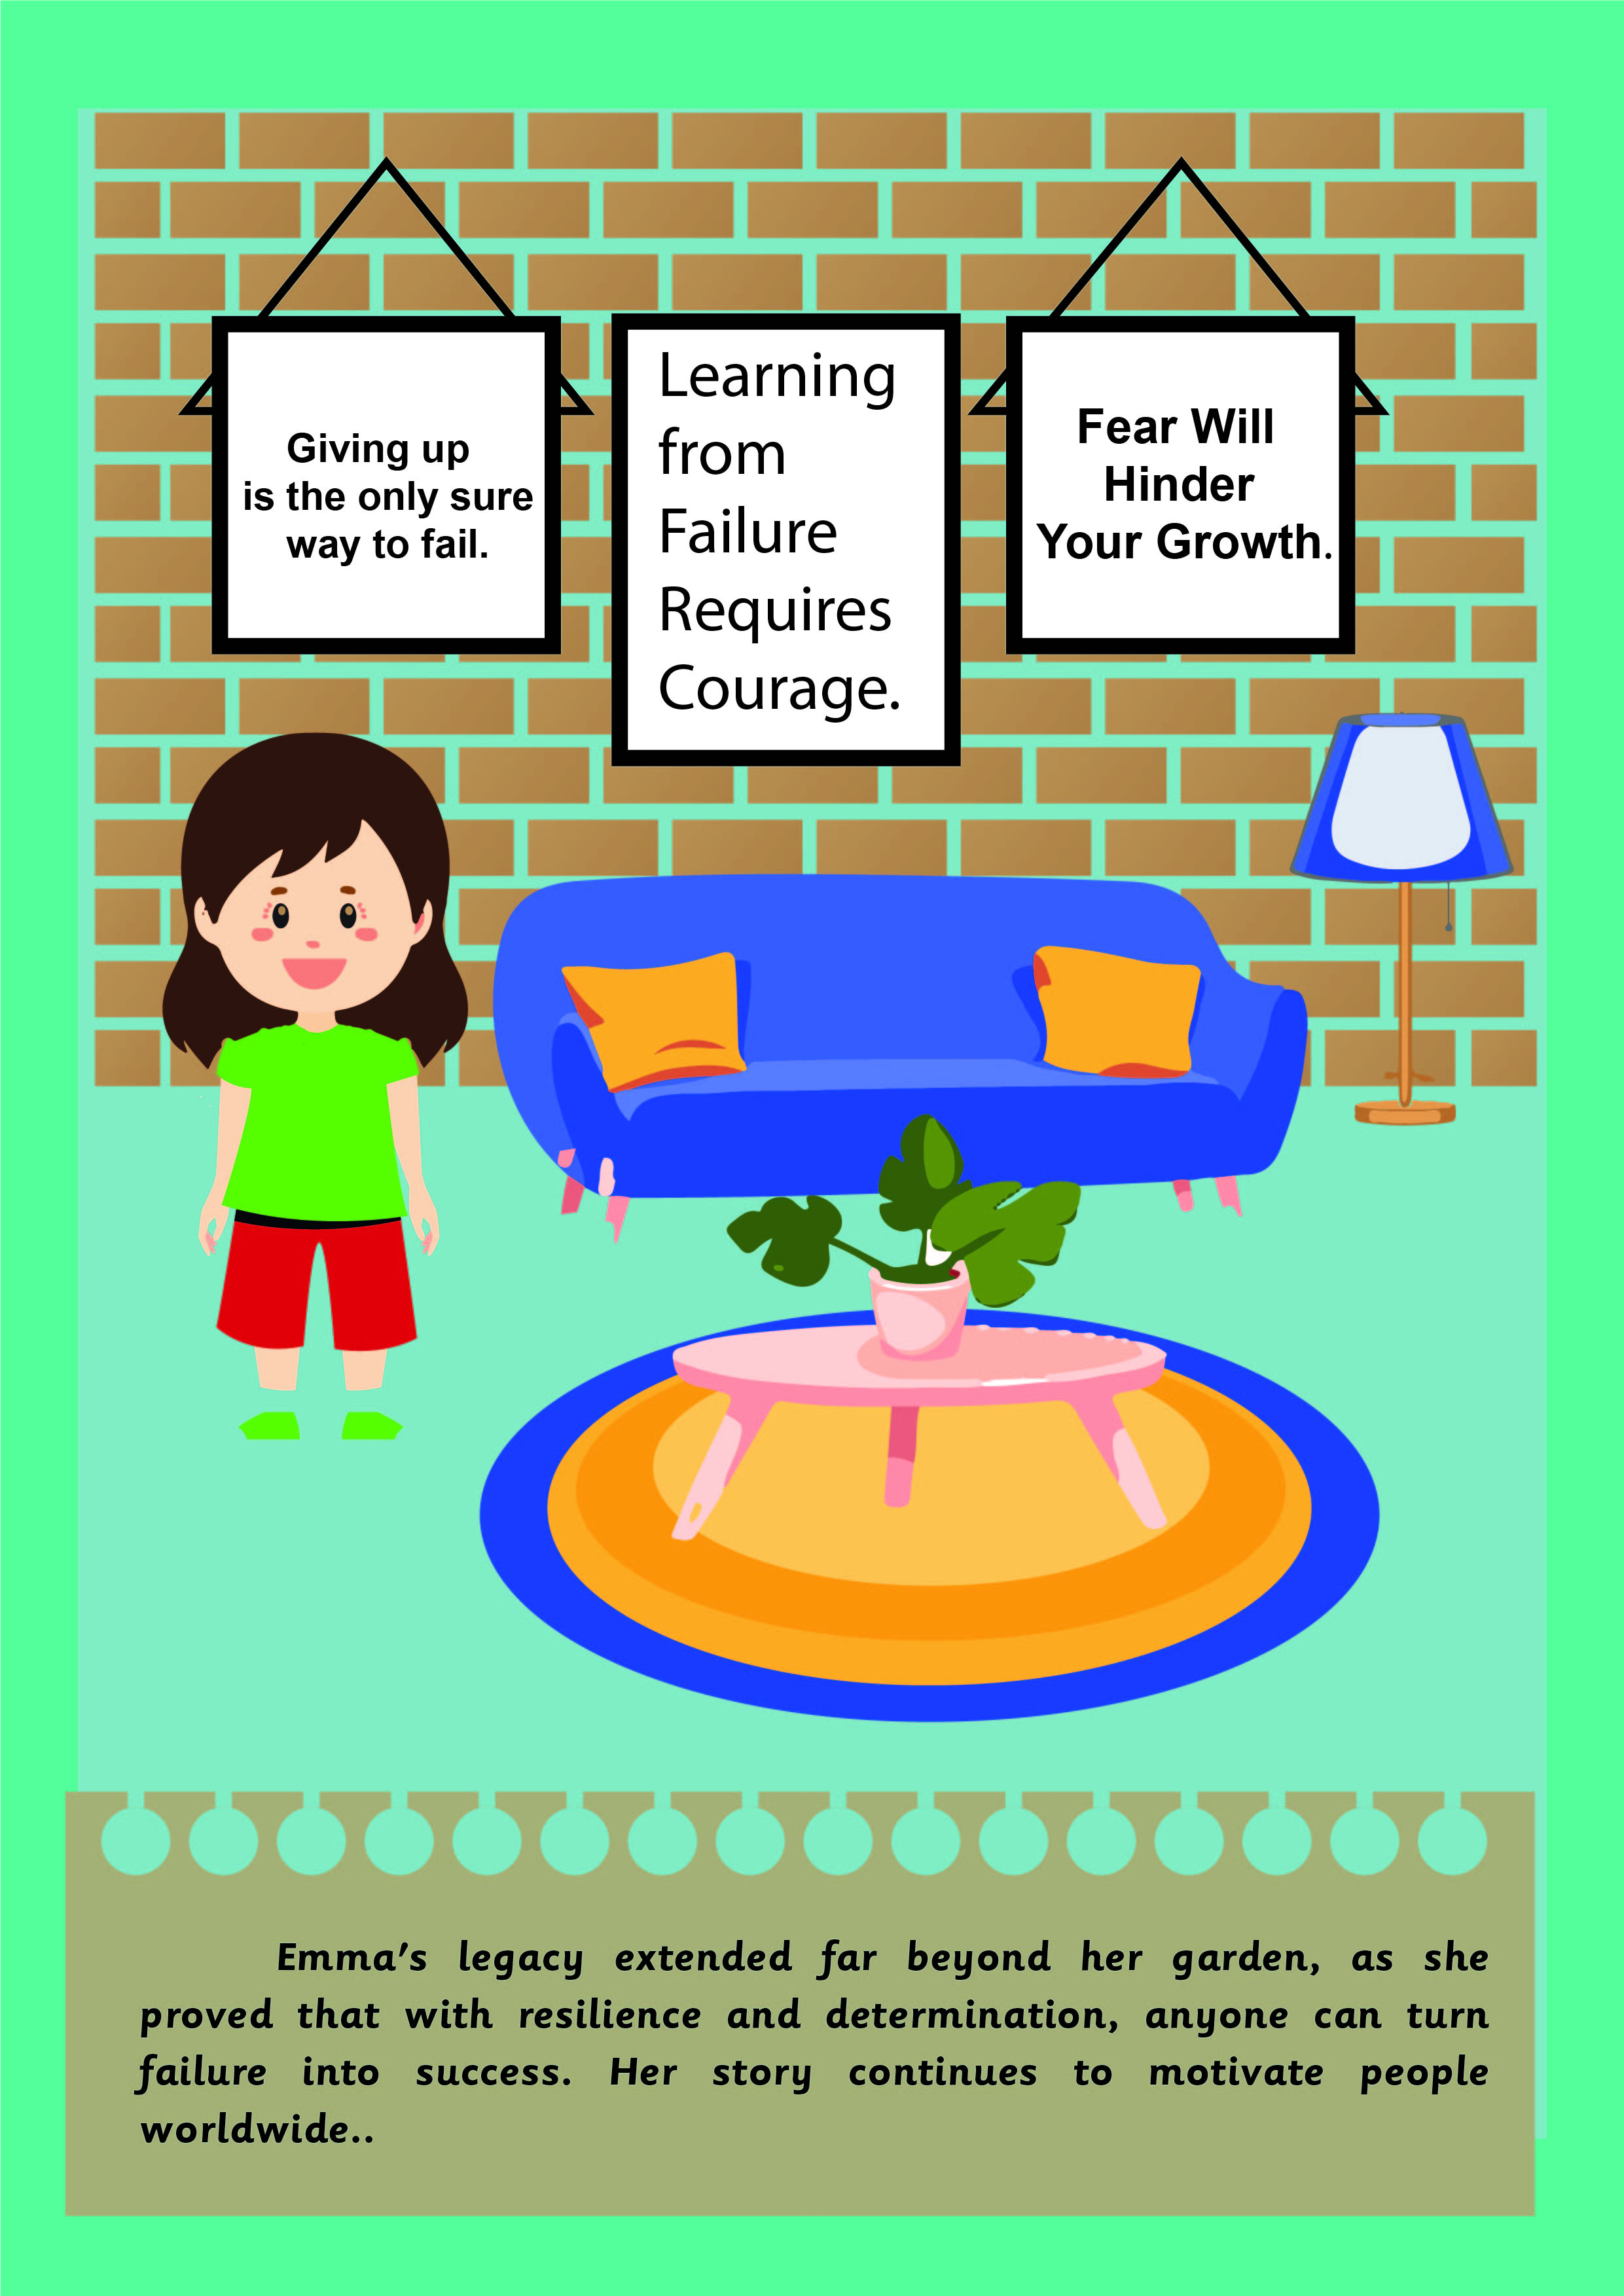 Giving up
is the only sure
way to fail.
Learning
from
Failure
Requires
Courage.
Fear Will
Hinder
Your Growth.
Emma’s legacy extended far beyond her garden, as she
proved that with resilience and determination, anyone can turn
failure into success. Her story continues to motivate people
worldwide..